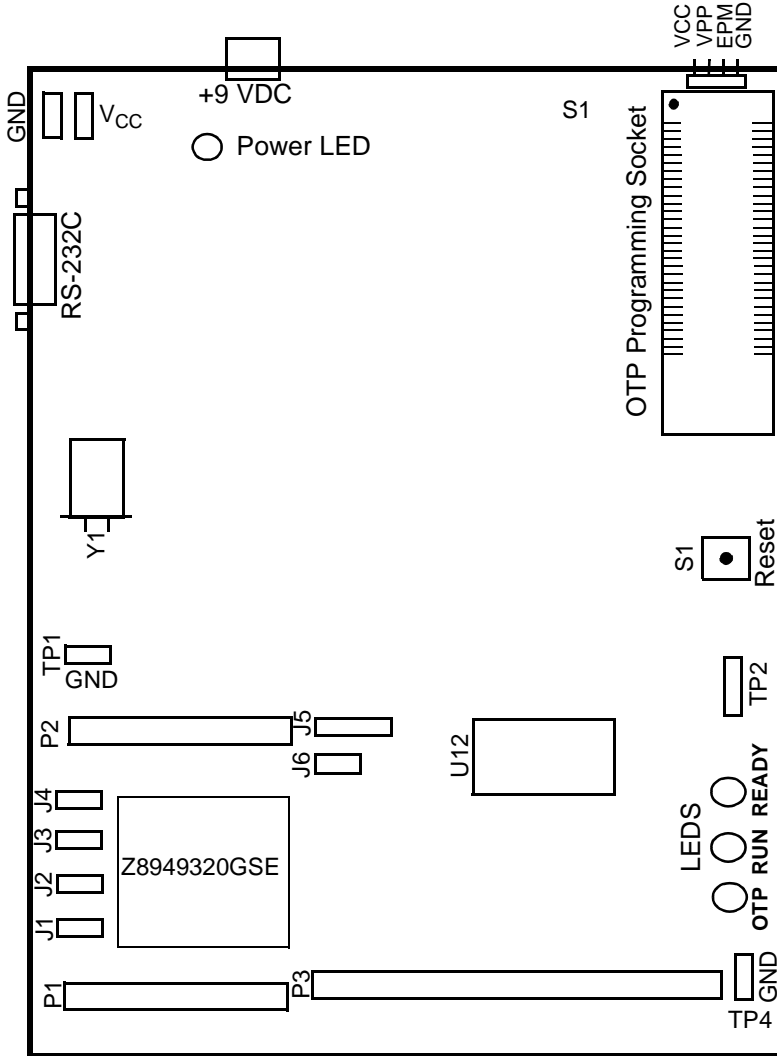 VCC
VPP
EPM
GND
+9 VDC
GND
VCC
S1
Power LED
OTP Programming Socket
RS-232C
Y1
S1
Reset
TP1
GND
TP2
P2
J5
J6
U12
J4
J3
J2
J1
Z8949320GSE
LEDS
READY
RUN
OTP
P1
P3
GND
TP4